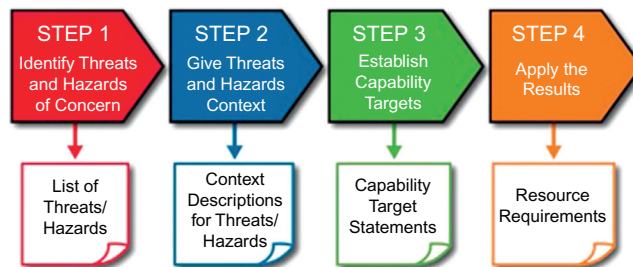 STEP 1
Identify Threats
and Hazards
of Concern
STEP 2
Give Threats
and Hazards
Context
STEP 3
Establish
Capability
Targets
STEP 4
Apply the
Results
List of
Threats/
Hazards
Context
Descriptions
for Threats/
Hazards
Capability
Target
Statements
Resource
Requirements